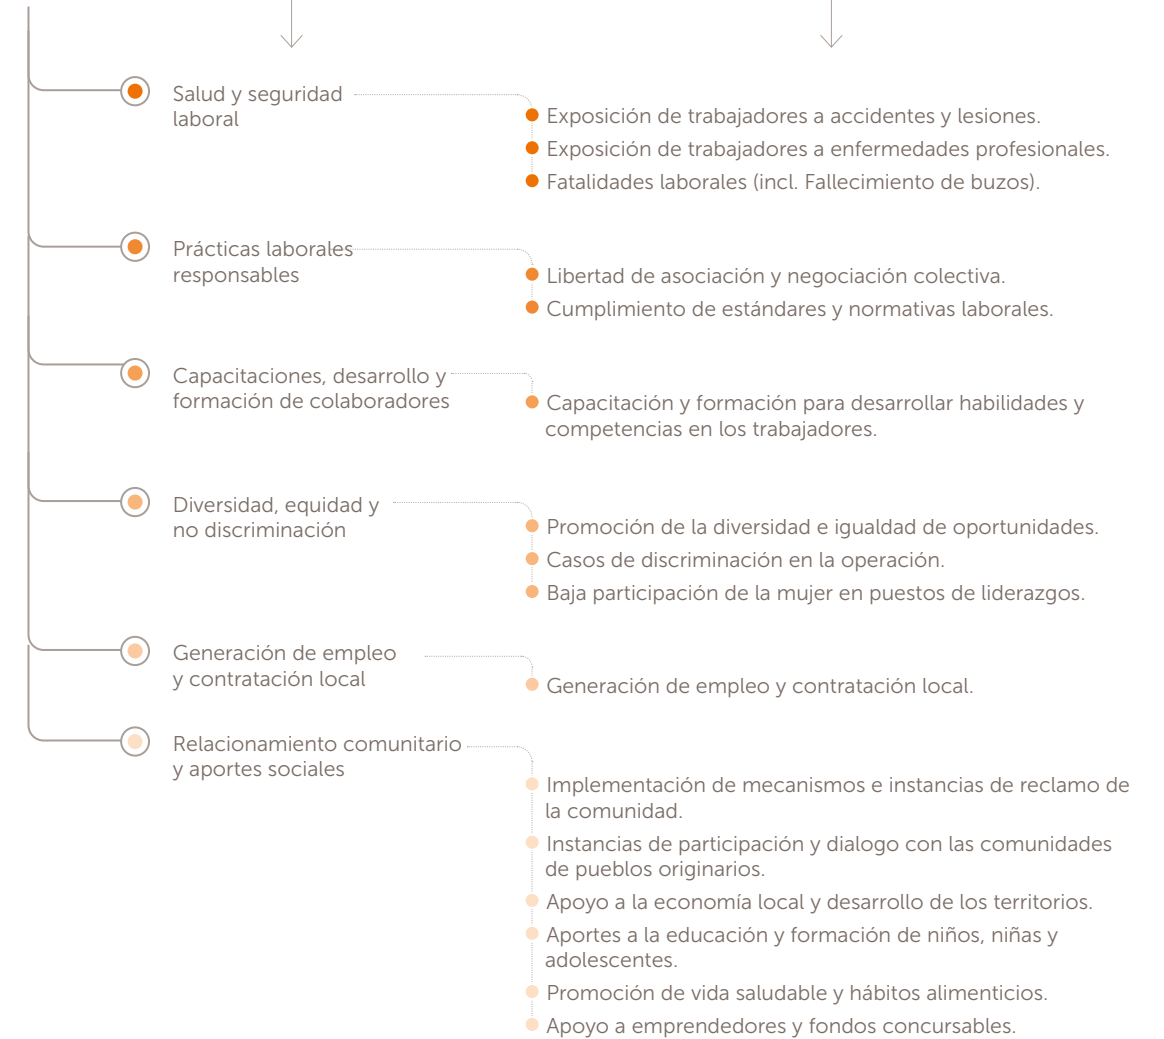 Salud y seguridad
laboral
Exposición de trabajadores a accidentes y lesiones.
Exposición de trabajadores a enfermedades profesionales.
Fatalidades laborales (incl. Fallecimiento de buzos).
Prácticas laborales
responsables
Libertad de asociación y negociación colectiva.
Cumplimiento de estándares y normativas laborales.
Capacitaciones, desarrollo y
formación de colaboradores
Capacitación y formación para desarrollar habilidades y
competencias en los trabajadores.
Diversidad, equidad y
no discriminación
Promoción de la diversidad e igualdad de oportunidades.
Casos de discriminación en la operación.
Baja participación de la mujer en puestos de liderazgos.
Generación de empleo
y contratación local
Generación de empleo y contratación local.
Relacionamiento comunitario
y aportes sociales
Implementación de mecanismos e instancias de reclamo de
la comunidad.
Instancias de participación y dialogo con las comunidades
de pueblos originarios.
Apoyo a la economía local y desarrollo de los territorios.
Aportes a la educación y formación de niños, niñas y
adolescentes.
Promoción de vida saludable y hábitos alimenticios.
Apoyo a emprendedores y fondos concursables.